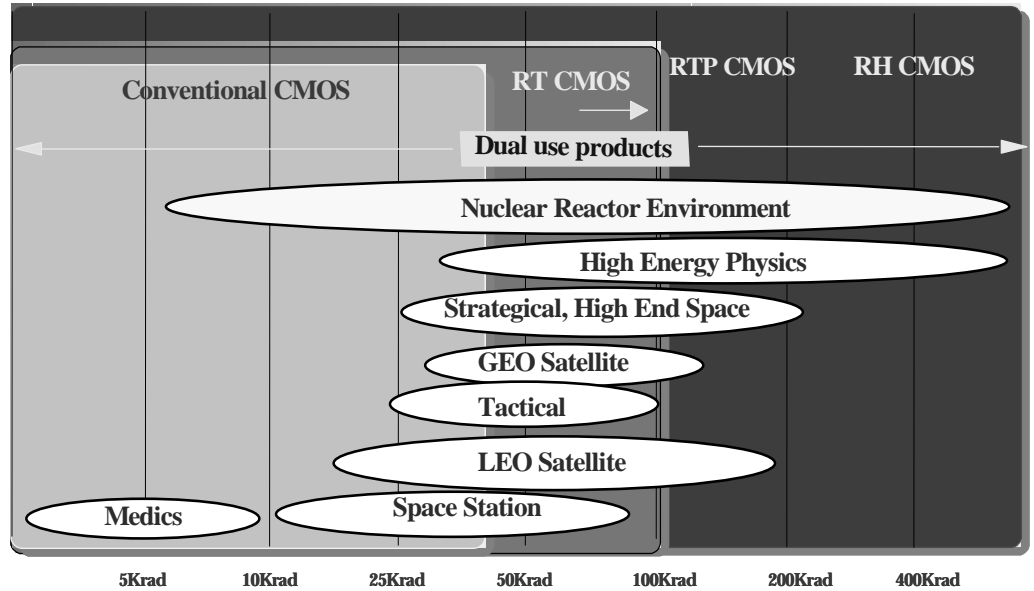 Conventional CMOS
RT CMOS
RTP CMOS
RH CMOS
Dual use products
Nuclear Reactor Environment
High Energy Physics
Strategical, High End Space
GEO Satellite
Tactical
LEO Satellite
Space Station
Medics
5Krad 10Krad 25Krad 50Krad 100Krad 200Krad 400Krad